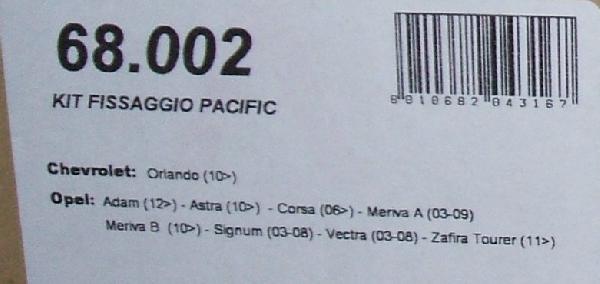 68.002
8 010682 043167
KIT FISSAGGIO PACIFIC
Chevrolet: Orlando (10>)
Opel: Adam (12>) - Astra (10>) - Corsa (06>) - Meriva A (03-09)
Meriva B (10>) - Signum (03-08) - Vectra (03-08) - Zafira Tourer (11>)